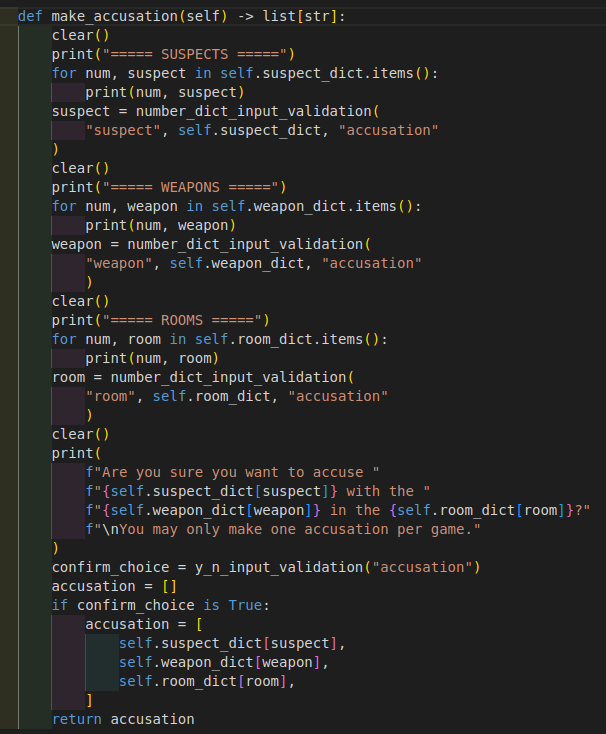 def make_accusation(self) -> list[str]:
    clear()
    print("===== SUSPECTS =====")
    for num, suspect in self.suspect_dict.items():
        print(num, suspect)
    suspect = number_dict_input_validation(
        "suspect", self.suspect_dict, "accusation"
    )
    clear()
    print("===== WEAPONS =====")
    for num, weapon in self.weapon_dict.items():
        print(num, weapon)
    weapon = number_dict_input_validation(
        "weapon", self.weapon_dict, "accusation"
        )
    clear()
    print("===== ROOMS =====")
    for num, room in self.room_dict.items():
        print(num, room)
    room = number_dict_input_validation(
        "room", self.room_dict, "accusation"
        )
    clear()
    print(
        f"Are you sure you want to accuse "
        f"{self.suspect_dict[suspect]} with the "
        f"{self.weapon_dict[weapon]} in the {self.room_dict[room]}?"
        f"\nYou may only make one accusation per game."
    )
    confirm_choice = y_n_input_validation("accusation")
    accusation = []
    if confirm_choice is True:
        accusation = [
            self.suspect_dict[suspect],
            self.weapon_dict[weapon],
            self.room_dict[room],
        ]
    return accusation